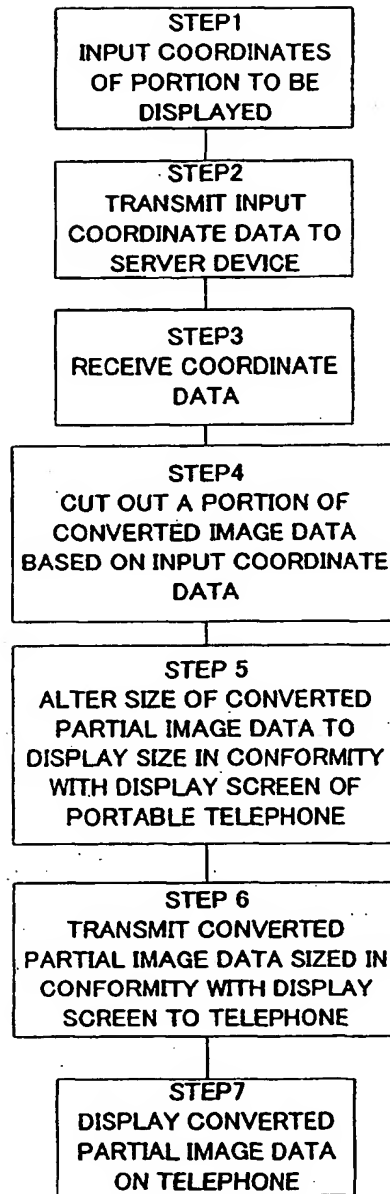 STEP1
INPUT COORDINATES
OF PORTION TO BE
DISPLAYED
STEP2
TRANSMIT INPUT
COORDINATE DATA TO
SERVER DEVICE
STEP3
RECEIVE COORDINATE
DATA
STEP4
CUT OUT A PORTION OF
CONVERTED IMAGE DATA
BASED ON INPUT COORDINATE
DATA
STEP 5
ALTER SIZE OF CONVERTED
PARTIAL IMAGE DATA TO
DISPLAY SIZE IN CONFORMITY
WITH DISPLAY SCREEN OF
PORTABLE TELEPHONE
STEP 6
TRANSMIT CONVERTED
PARTIAL IMAGE DATA SIZED IN
CONFORMITY WITH DISPLAY
SCREEN TO TELEPHONE
STEP7
DISPLAY CONVERTED
PARTIAL IMAGE DATA
ON TELEPHONE